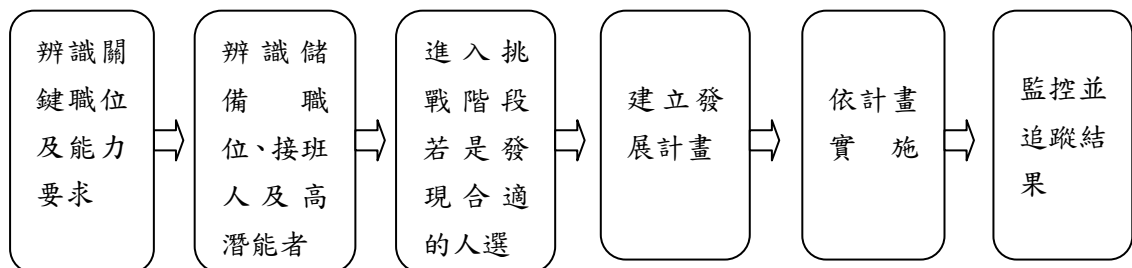 辨識關
鍵職位
及能力
要求
辨識儲
備職
位、接班
人及高
潛能者
進入挑
戰階段
若是發
現合適
的人選
建立發
展計畫
依計畫
實施
監控並
追蹤結
果